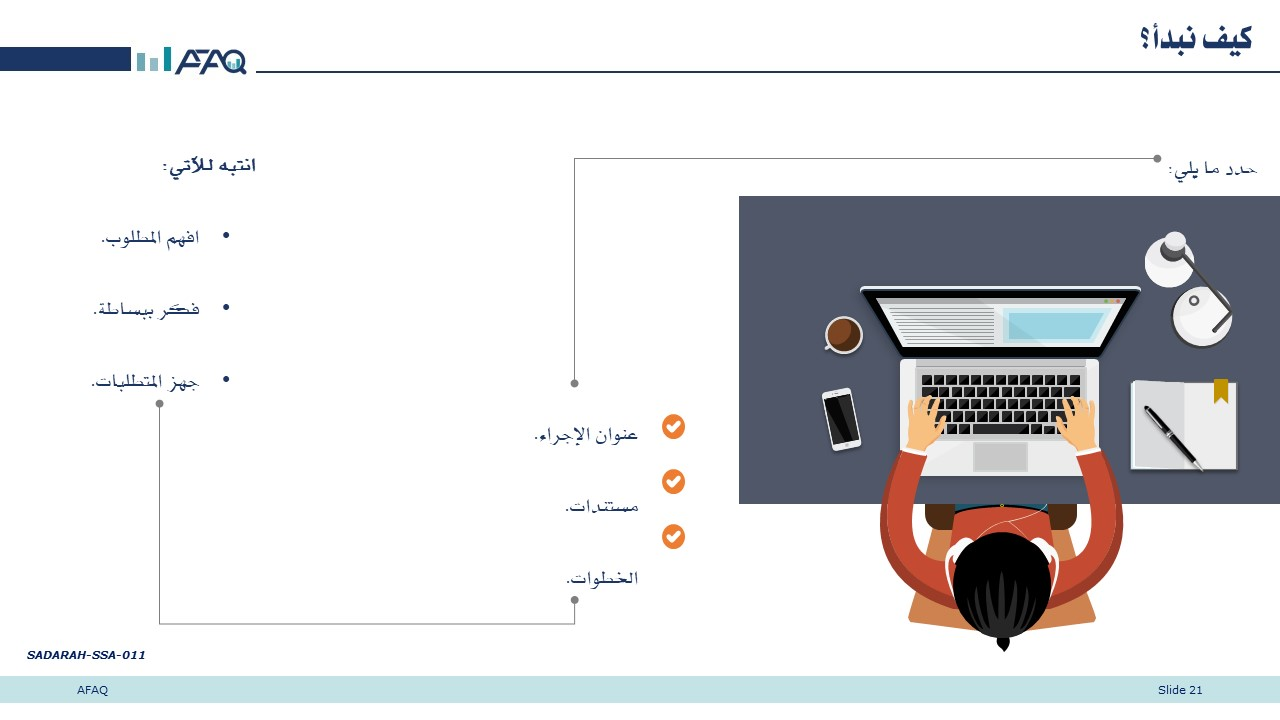 كيف نبدأ؟
AFAQ
حدد ما يلي:
عنوان الإجراء.
مستندات.
الخطوات.
انتبه للآتي:
• افهم المطلوب.
• فكر ببساطة.
• جهز المتطلبات.
SADARAH-SSA-011
AFAQ
Slide 21